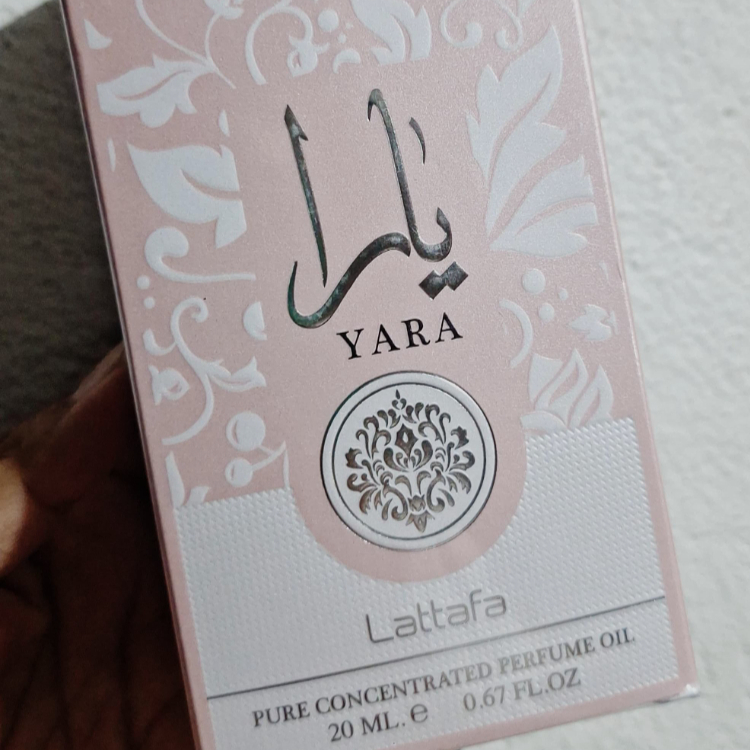 يارا
YARA
Lattafa
PURE CONCENTRATED PERFUME OIL
20 ML. e 0.67 FL.OZ